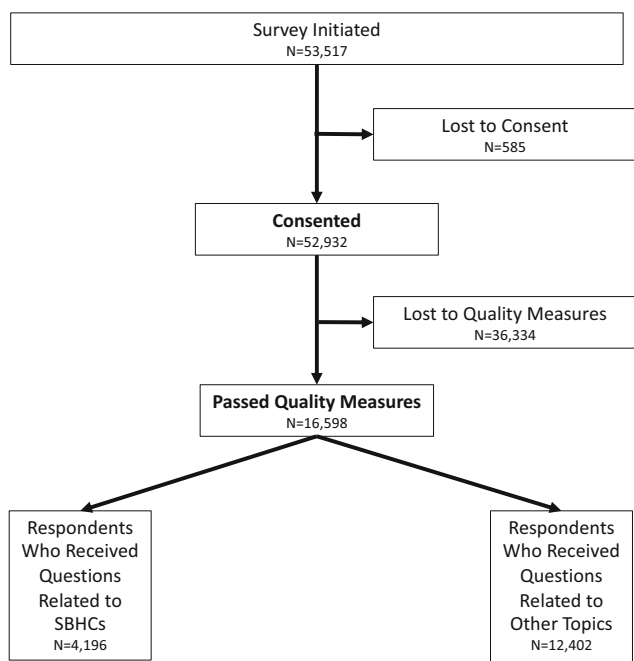 Survey Initiated
N=53,517
Lost to Consent
N=585
Consented
N=52,932
Lost to Quality Measures
N=36,334
Passed Quality Measures
N=16,598
Respondents
Who Received
Questions
Related to
SBHCs
N=4,196
Respondents
Who Received
Questions
Related to
Other Topics
N=12,402